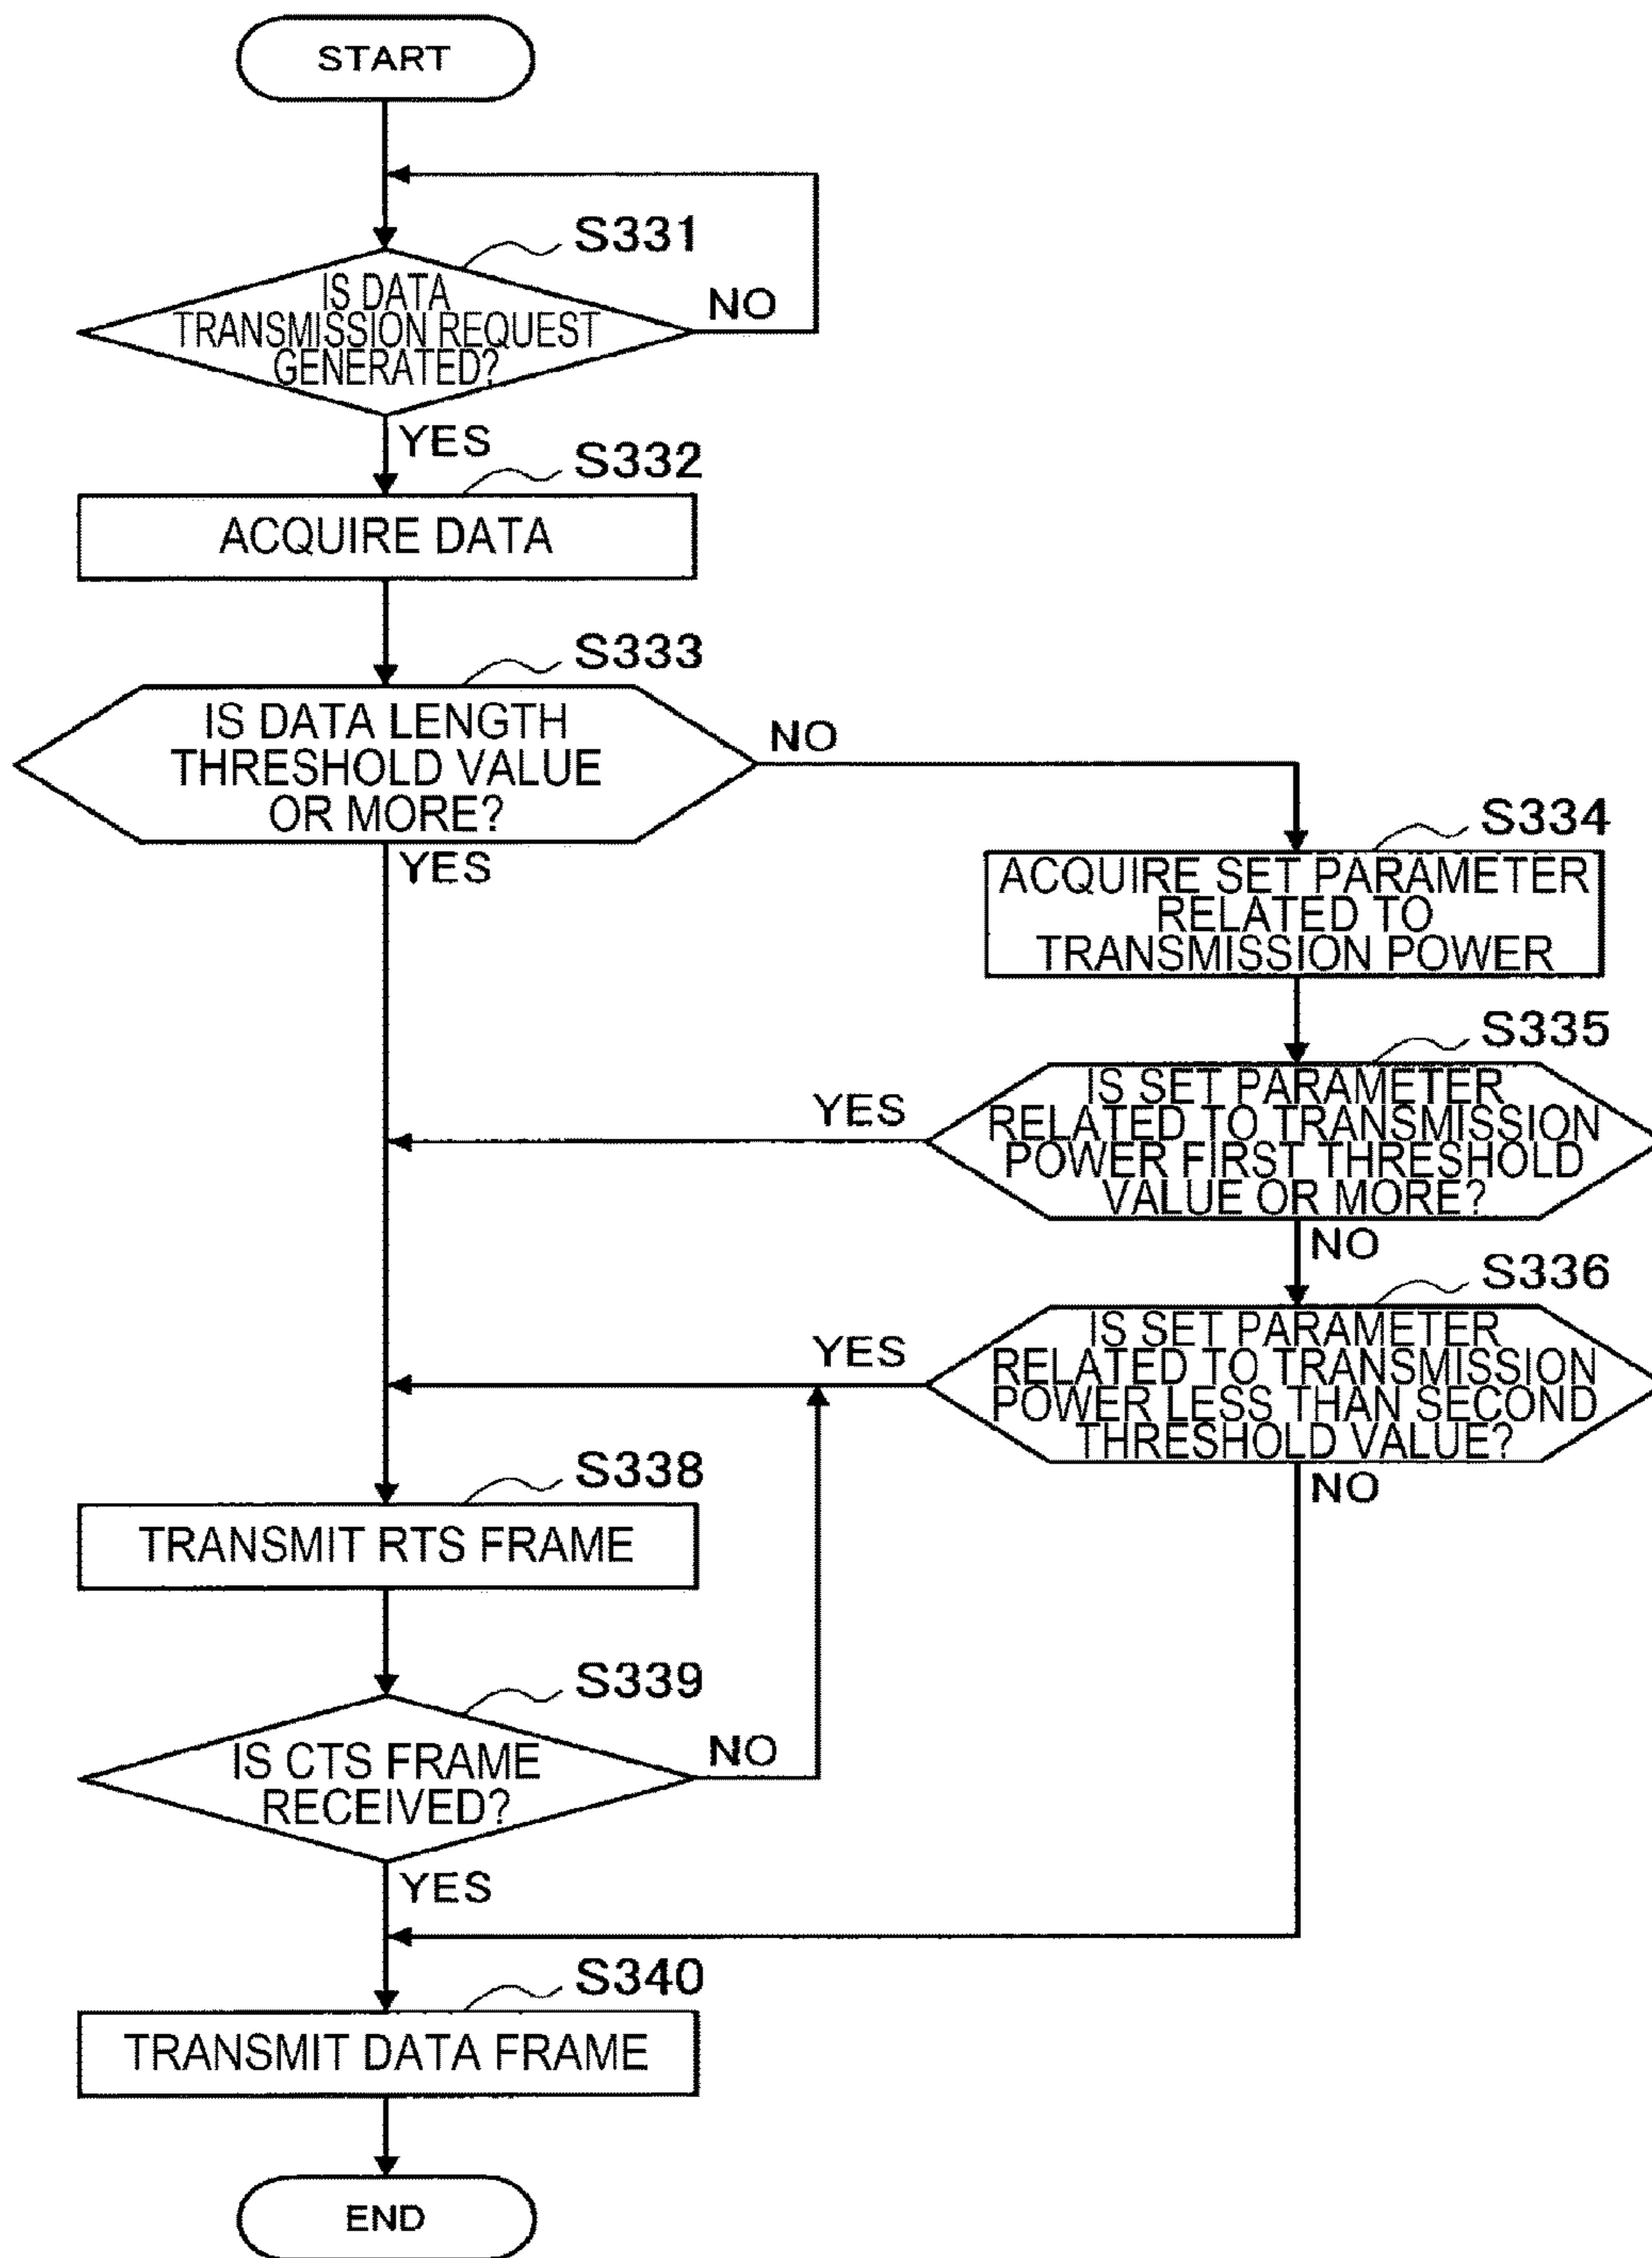 START
S331
IS DATA
TRANSMISSION REQUEST
GENERATED?
NO
YES
S332
ACQUIRE DATA
S333
IS DATA LENGTH
THRESHOLD VALUE
OR MORE?
NO
YES
S334
ACQUIRE SET PARAMETER
RELATED TO
TRANSMISSION POWER
S335
IS SET PARAMETER
RELATED TO TRANSMISSION
POWER FIRST THRESHOLD
VALUE OR MORE?
YES
NO
S336
IS SET PARAMETER
RELATED TO TRANSMISSION
POWER LESS THAN SECOND
THRESHOLD VALUE?
YES
NO
S338
TRANSMIT RTS FRAME
S339
IS CTS FRAME
RECEIVED?
NO
YES
S340
TRANSMIT DATA FRAME
END